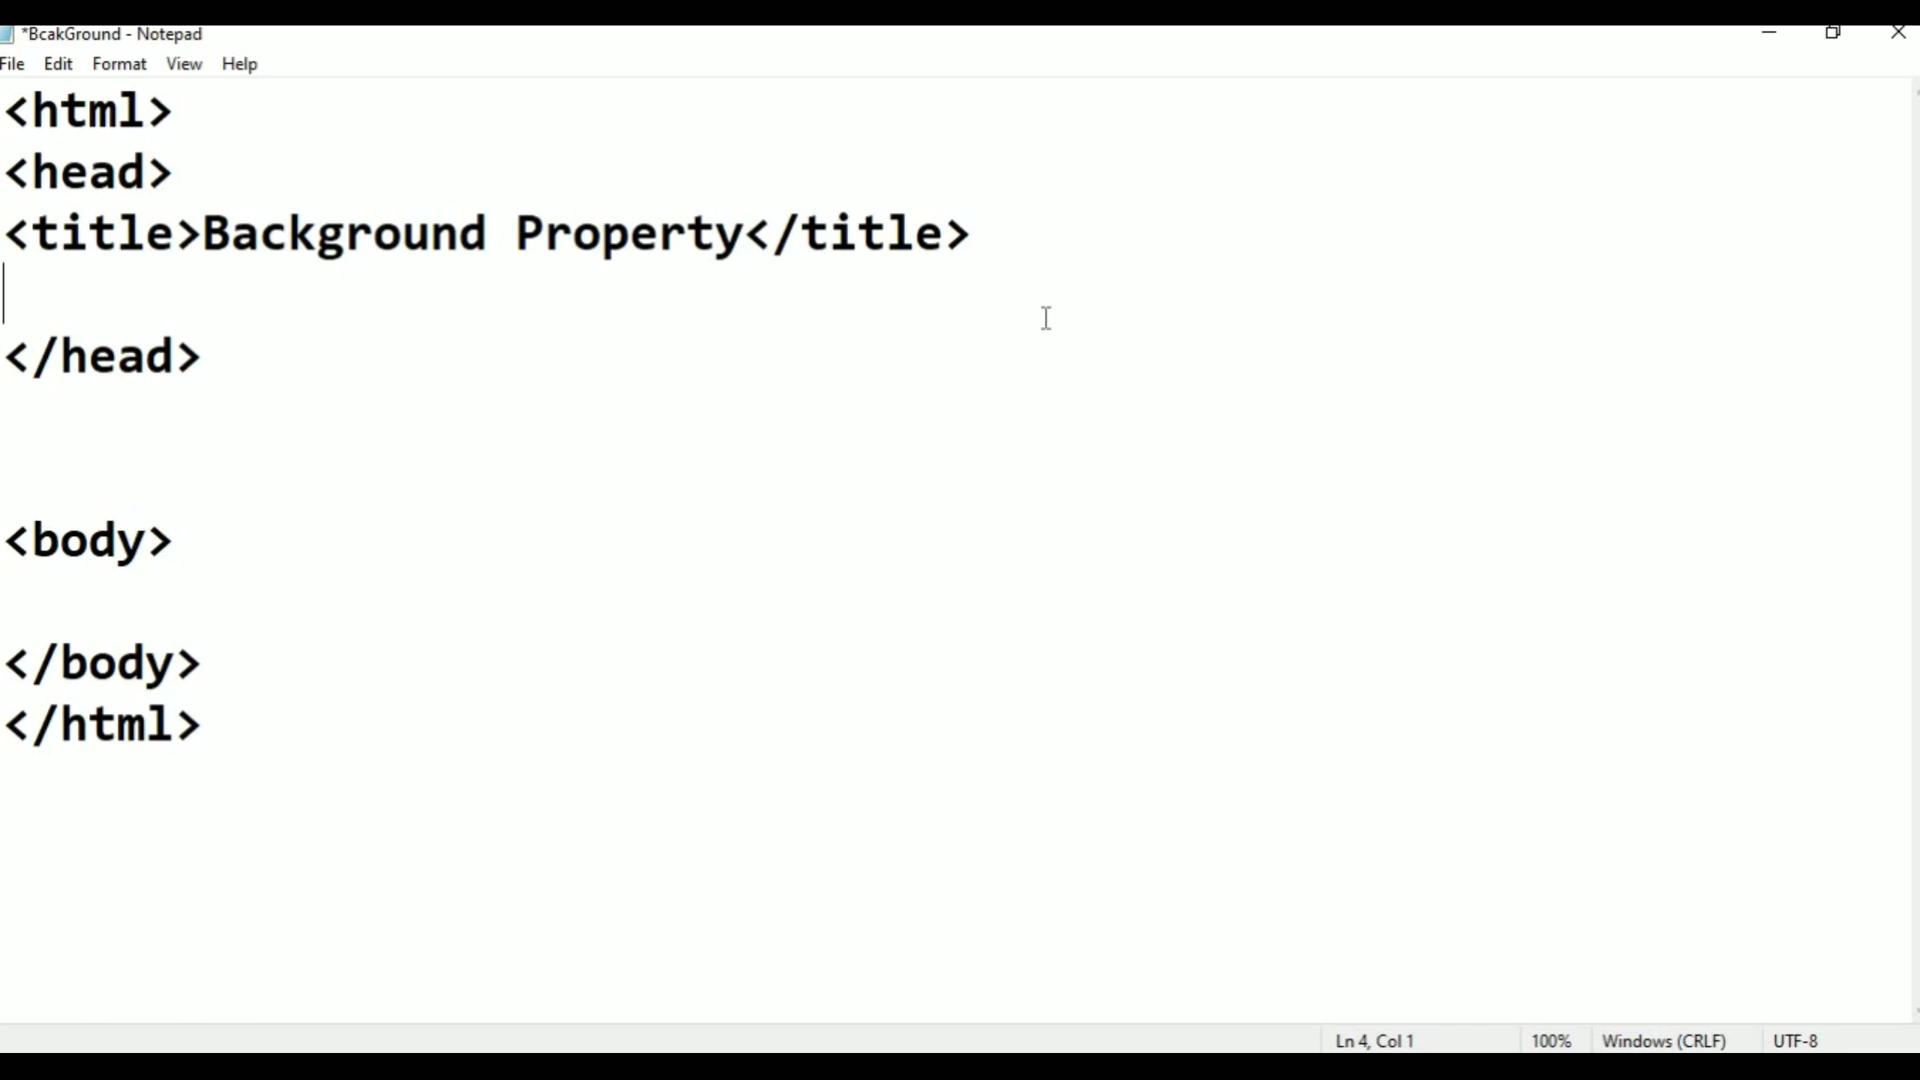 *BcakGround - Notepad
File Edit Format View Help
<html>
<head>
<title>Background Property</title>
</head>
<body>
</body>
</html>
Ln 4, Col 1 100% Windows (CRLF) UTF-8